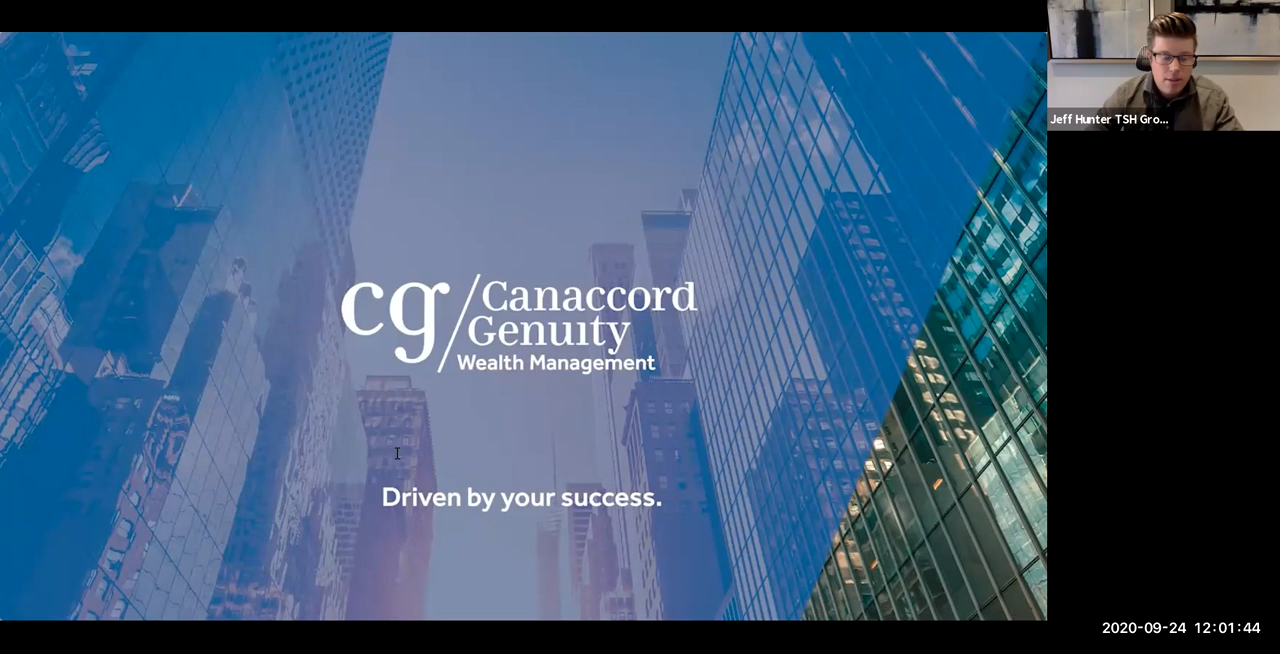 cg/Canaccord
Genuity
Wealth Management
Driven by your success.
Jeff Hunter TSH Gro...
2020-09-24 12:01:44